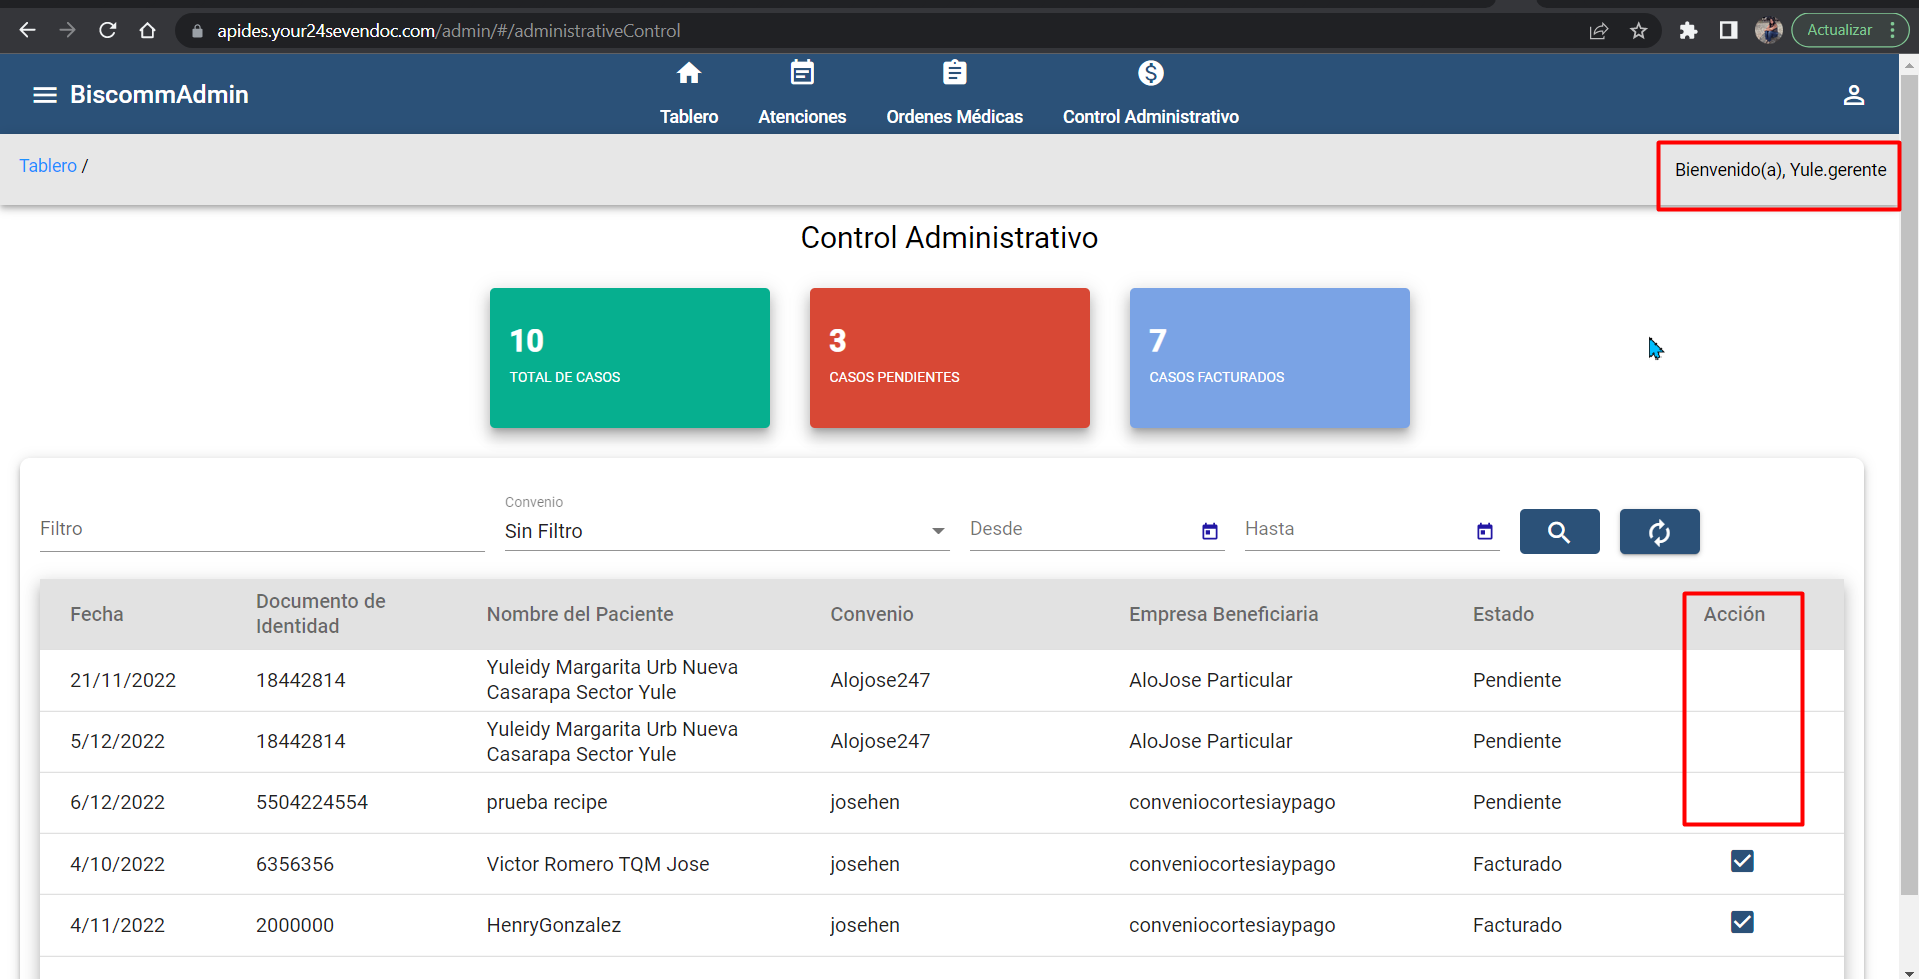 apides.your24sevendoc.com/admin/#/administrativeControl
Actualizar
BiscommAdmin
Tablero
Atenciones
Ordenes Médicas
Control Administrativo
Tablero /
Bienvenido(a), Yule.gerente
Control Administrativo
10
TOTAL DE CASOS
3
CASOS PENDIENTES
7
CASOS FACTURADOS
Filtro
Convenio
Sin Filtro
Desde
Hasta
Fecha
Documento de
Identidad
Nombre del Paciente
Convenio
Empresa Beneficiaria
Estado
Acción
21/11/2022
18442814
Yuleidy Margarita Urb Nueva
Casarapa Sector Yule
Alojose247
AloJose Particular
Pendiente
5/12/2022
18442814
Yuleidy Margarita Urb Nueva
Casarapa Sector Yule
Alojose247
AloJose Particular
Pendiente
6/12/2022
5504224554
prueba recipe
josehen
conveniocortesiaypago
Pendiente
4/10/2022
6356356
Victor Romero TQM Jose
josehen
conveniocortesiaypago
Facturado
4/11/2022
2000000
HenryGonzalez
josehen
conveniocortesiaypago
Facturado